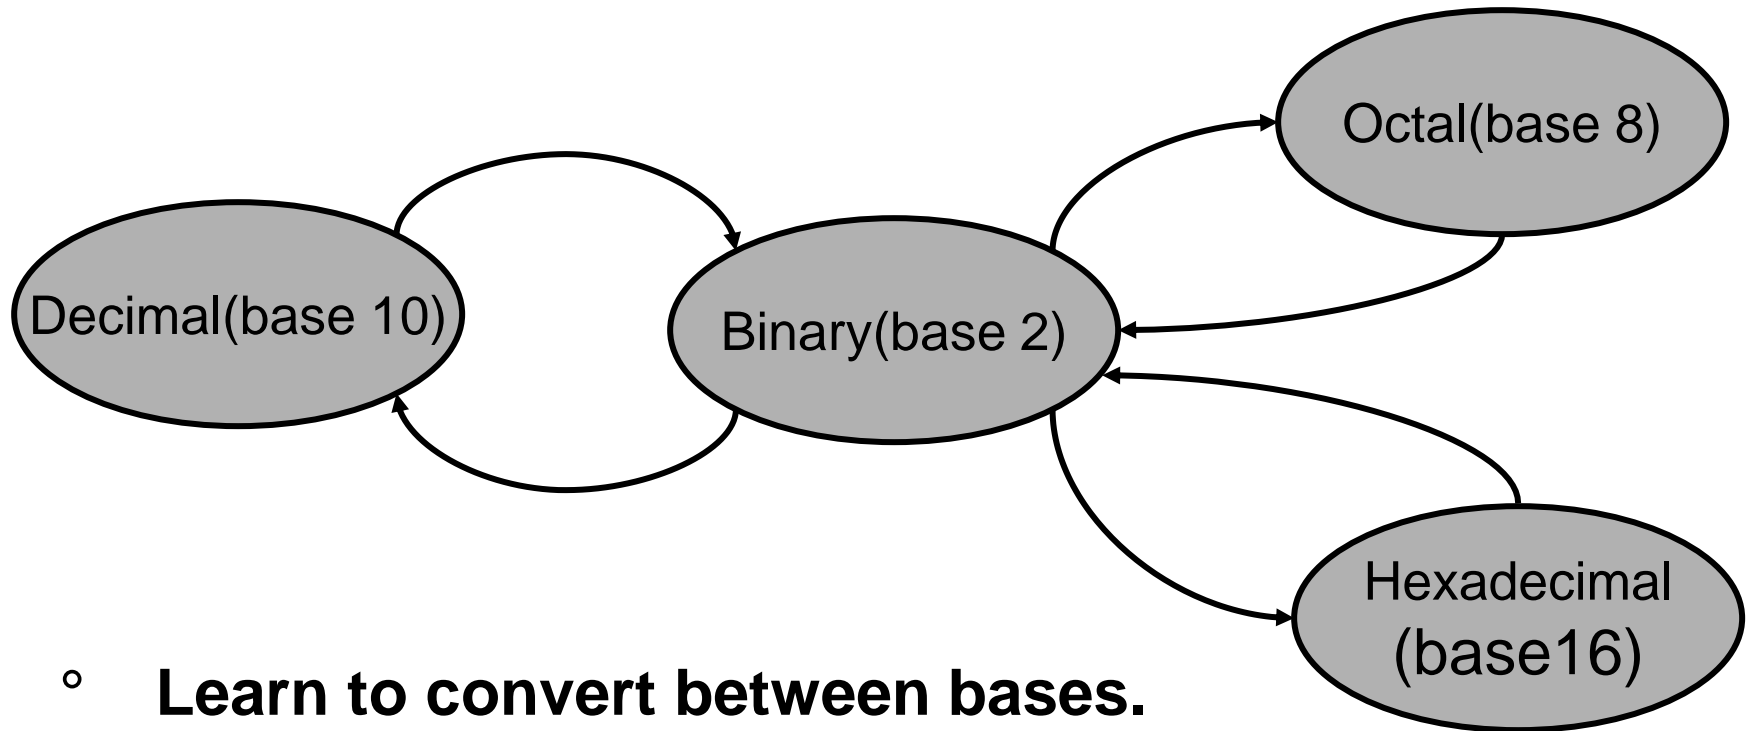 Octal(base 8)
Decimal(base 10)
Binary(base 2)
Hexadecimal
(base16)
° Learn to convert between bases.